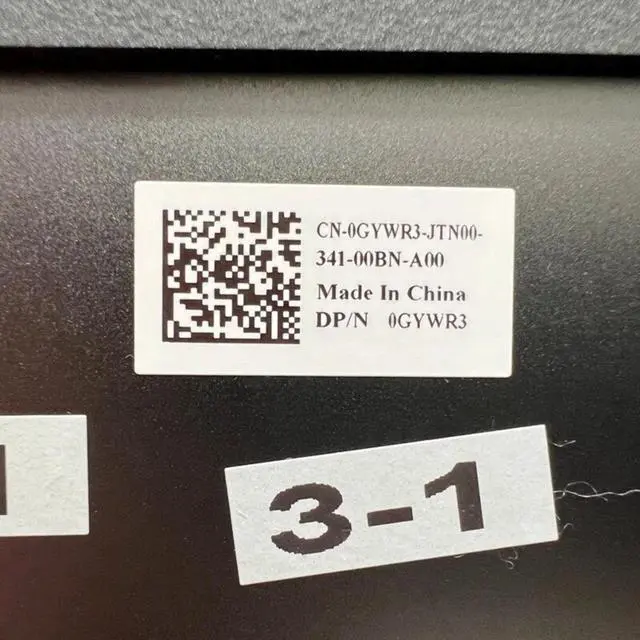 CN-0GYWR3-JTN00-
341-00BN-A00
Made In China
DP/N 0GYWR3
3-1